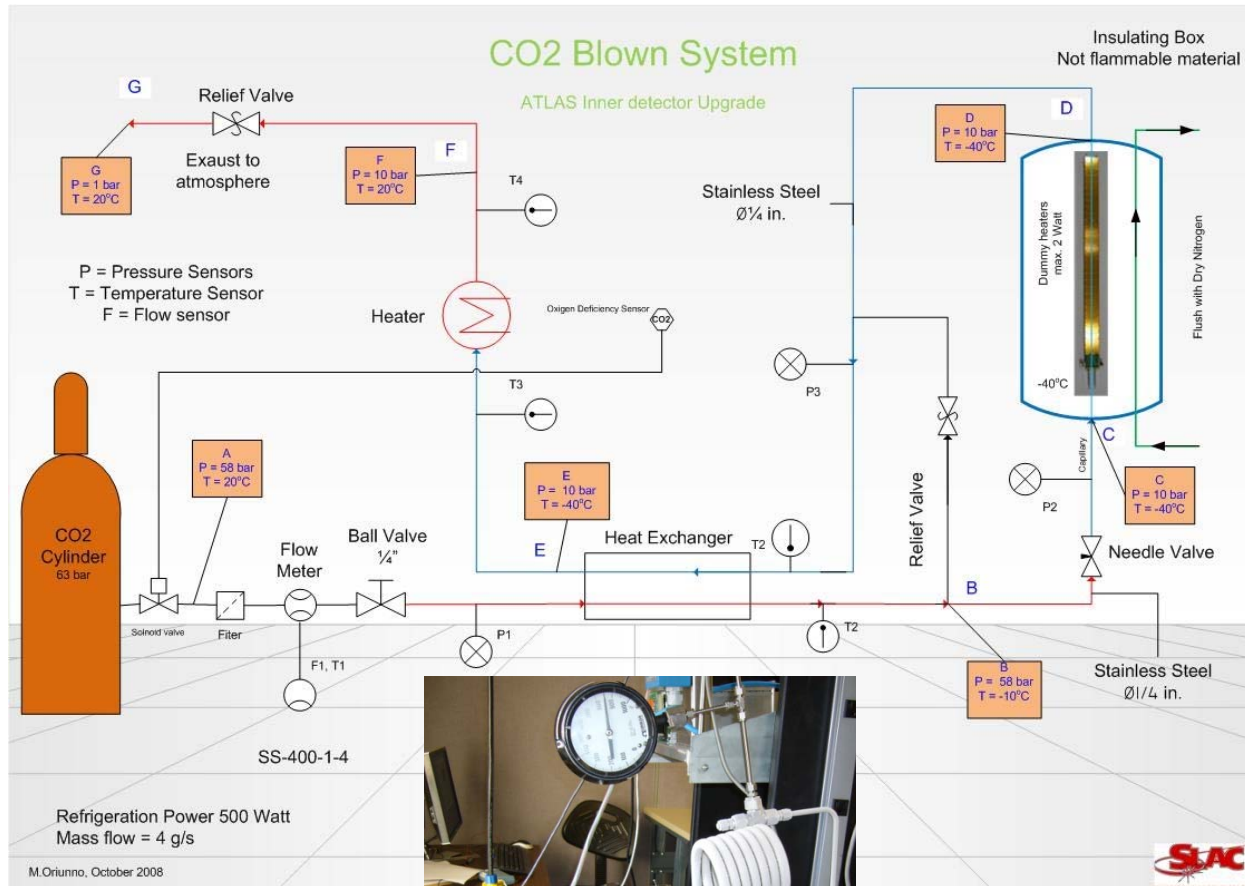 CO2 Blown System
ATLAS Inner detector Upgrade
Insulating Box
Not flammable material
G
Relief Valve
Exaust to
atmosphere
G
P = 1 bar
T = 20°C
F
F
P = 10 bar
T = 20°C
T4
D
D
P = 10 bar
T = -40°C
Stainless Steel
Ø¼ in.
Dummy heaters
max. 2 Watt
-40°C
Flush with Dry Nitrogen
P = Pressure Sensors
T = Temperature Sensor
F = Flow sensor
Heater
Oxigen Deficiency Sensor
CO2
T3
P3
Relief Valve
A
P = 58 bar
T = 20°C
CO2
Cylinder
63 bar
Solnoid valve
Fiter
Flow
Meter
F1, T1
Ball Valve
¼"
E
P = 10 bar
T = -40°C
E
Heat Exchanger
T2
P1
T2
B
B
P = 58 bar
T = -10°C
C
Capillary
C
P = 10 bar
T = -40°C
P2
Needle Valve
Stainless Steel
Ø1/4 in.
SS-400-1-4
Refrigeration Power 500 Watt
Mass flow = 4 g/s
M.Oriunno, October 2008
SLAC